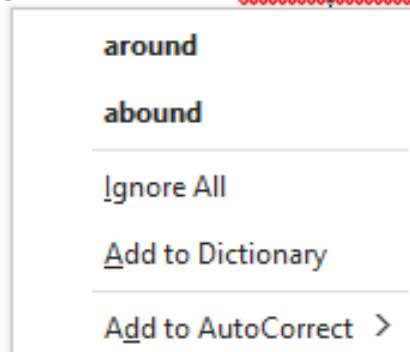 around
abound
Ignore All
Add to Dictionary
Add to AutoCorrect >